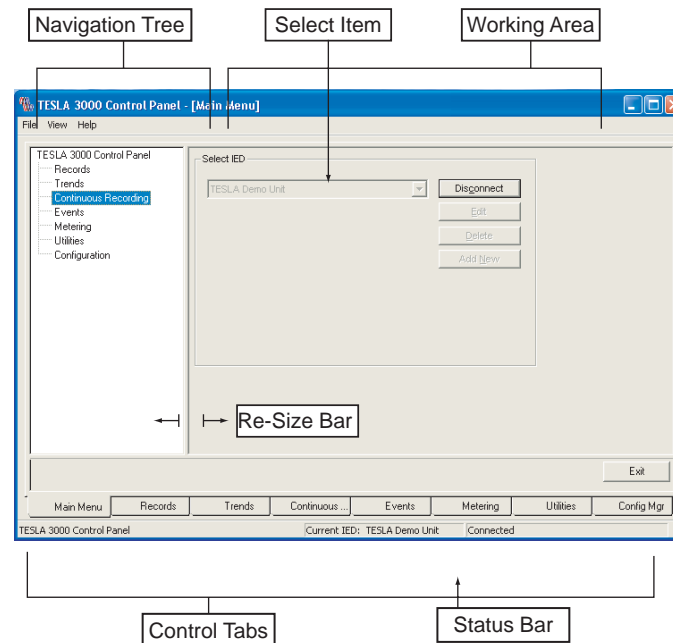 Navigation Tree
Select Item
Working Area
TESLA 3000 Control Panel - [Main Menu]
File View Help
TESLA 3000 Control Panel
Records
Trends
Continuous Recording
Events
Metering
Utilities
Configuration
Select IED
TESLA Demo Unit
Disconnect
Edit
Delete
Add New
Re-Size Bar
Exit
Main Menu
Records
Trends
Continuous ...
Events
Metering
Utilities
Config Mgr
TESLA 3000 Control Panel
Current IED: TESLA Demo Unit
Connected
Control Tabs
Status Bar